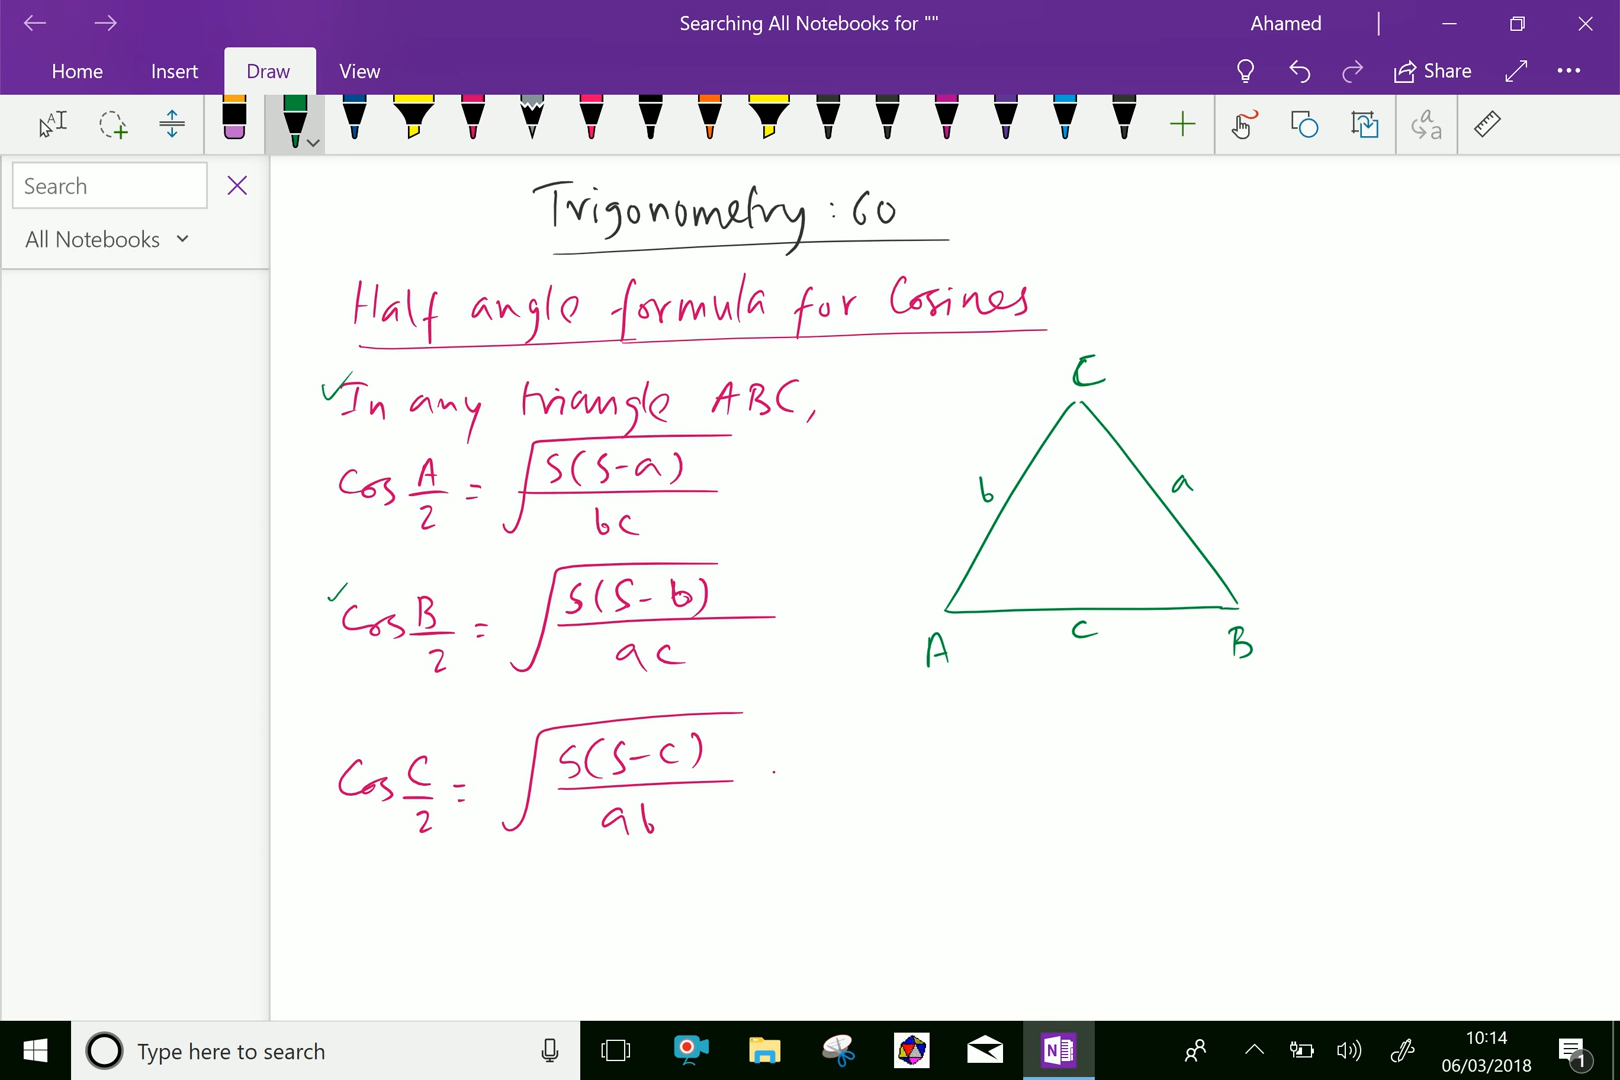 Searching All Notebooks for ""
Ahamed
Home Insert Draw View
Share
Search
All Notebooks
Trigonometry : 60
Half angle formula for Cosines
In any triangle ABC,
Cos A/2 = √(s(s-a)/bc)
Cos B/2 = √(s(s-b)/ac)
Cos C/2 = √(s(s-c)/ab)
C
b a
A c B
Type here to search
10:14
06/03/2018
1